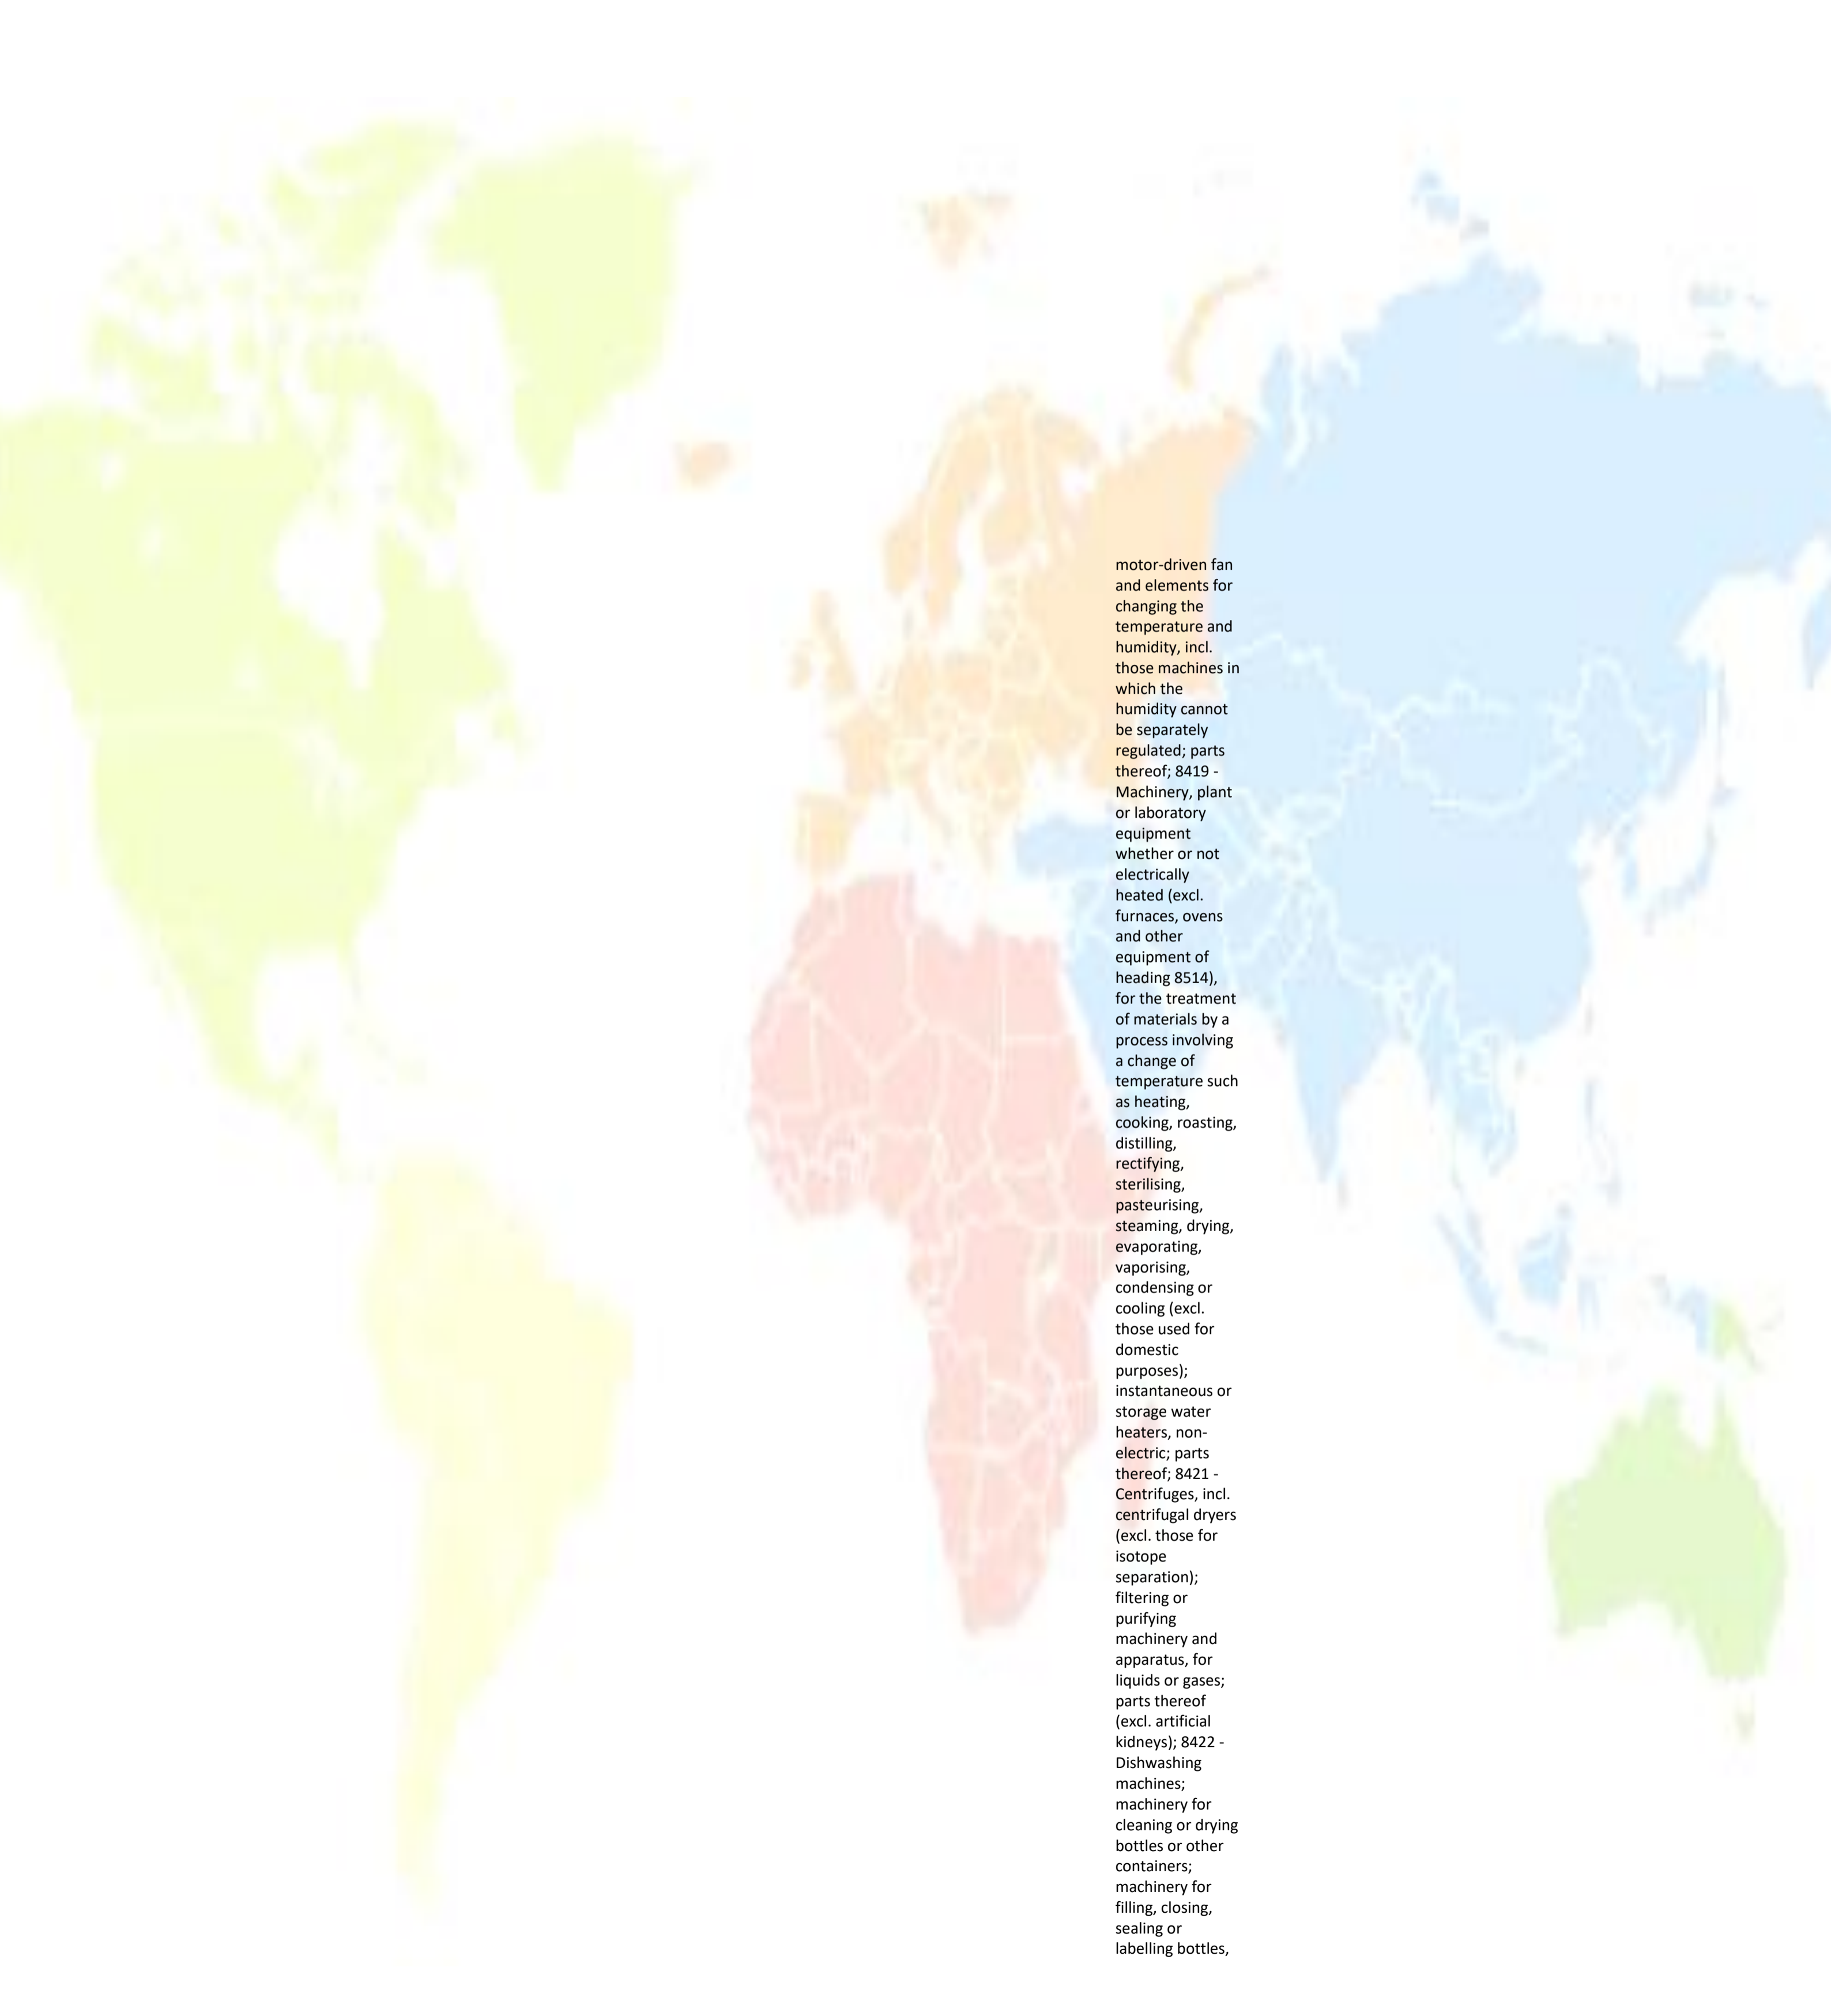 motor-driven fan
and elements for
changing the
temperature and
humidity, incl.
those machines in
which the
humidity cannot
be separately
regulated; parts
thereof; 8419 -
Machinery, plant
or laboratory
equipment
whether or not
electrically
heated (excl.
furnaces, ovens
and other
equipment of
heading 8514),
for the treatment
of materials by a
process involving
a change of
temperature such
as heating,
cooking, roasting,
distilling,
rectifying,
sterilising,
pasteurising,
steaming, drying,
evaporating,
vaporising,
condensing or
cooling (excl.
those used for
domestic
purposes);
instantaneous or
storage water
heaters, non-
electric; parts
thereof; 8421 -
Centrifuges, incl.
centrifugal dryers
(excl. those for
isotope
separation);
filtering or
purifying
machinery and
apparatus, for
liquids or gases;
parts thereof
(excl. artificial
kidneys); 8422 -
Dishwashing
machines;
machinery for
cleaning or drying
bottles or other
containers;
machinery for
filling, closing,
sealing or
labelling bottles,